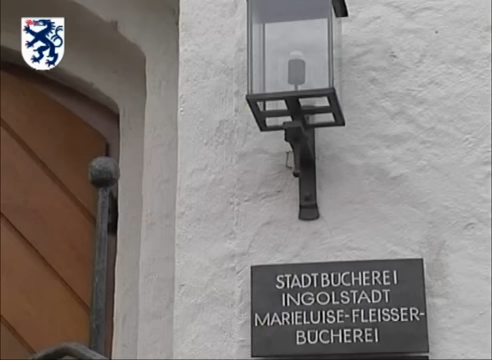 STADTBÜCHEREI
INGOLSTADT
MARIELUISE-FLEISSER-
BÜCHEREI